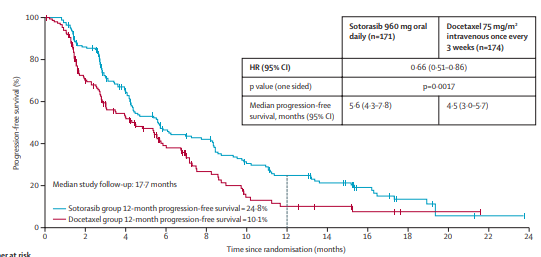 Sotorasib 960 mg oral daily (n=171)
Docetaxel 75 mg/m² intravenous once every 3 weeks (n=174)
HR (95% CI)
0·66 (0·51–0·86)
p value (one sided)
p=0·0017
Median progression-free survival, months (95% CI)
5·6 (4·3–7·8)
4·5 (3·0–5·7)
Progression-free survival (%)
100
80
60
40
20
0
Median study follow-up: 17·7 months
Sotorasib group 12-month progression-free survival=24·8%
Docetaxel group 12-month progression-free survival=10·1%
0 2 4 6 8 10 12 14 16 18 20 22 24
Time since randomisation (months)
er at risk